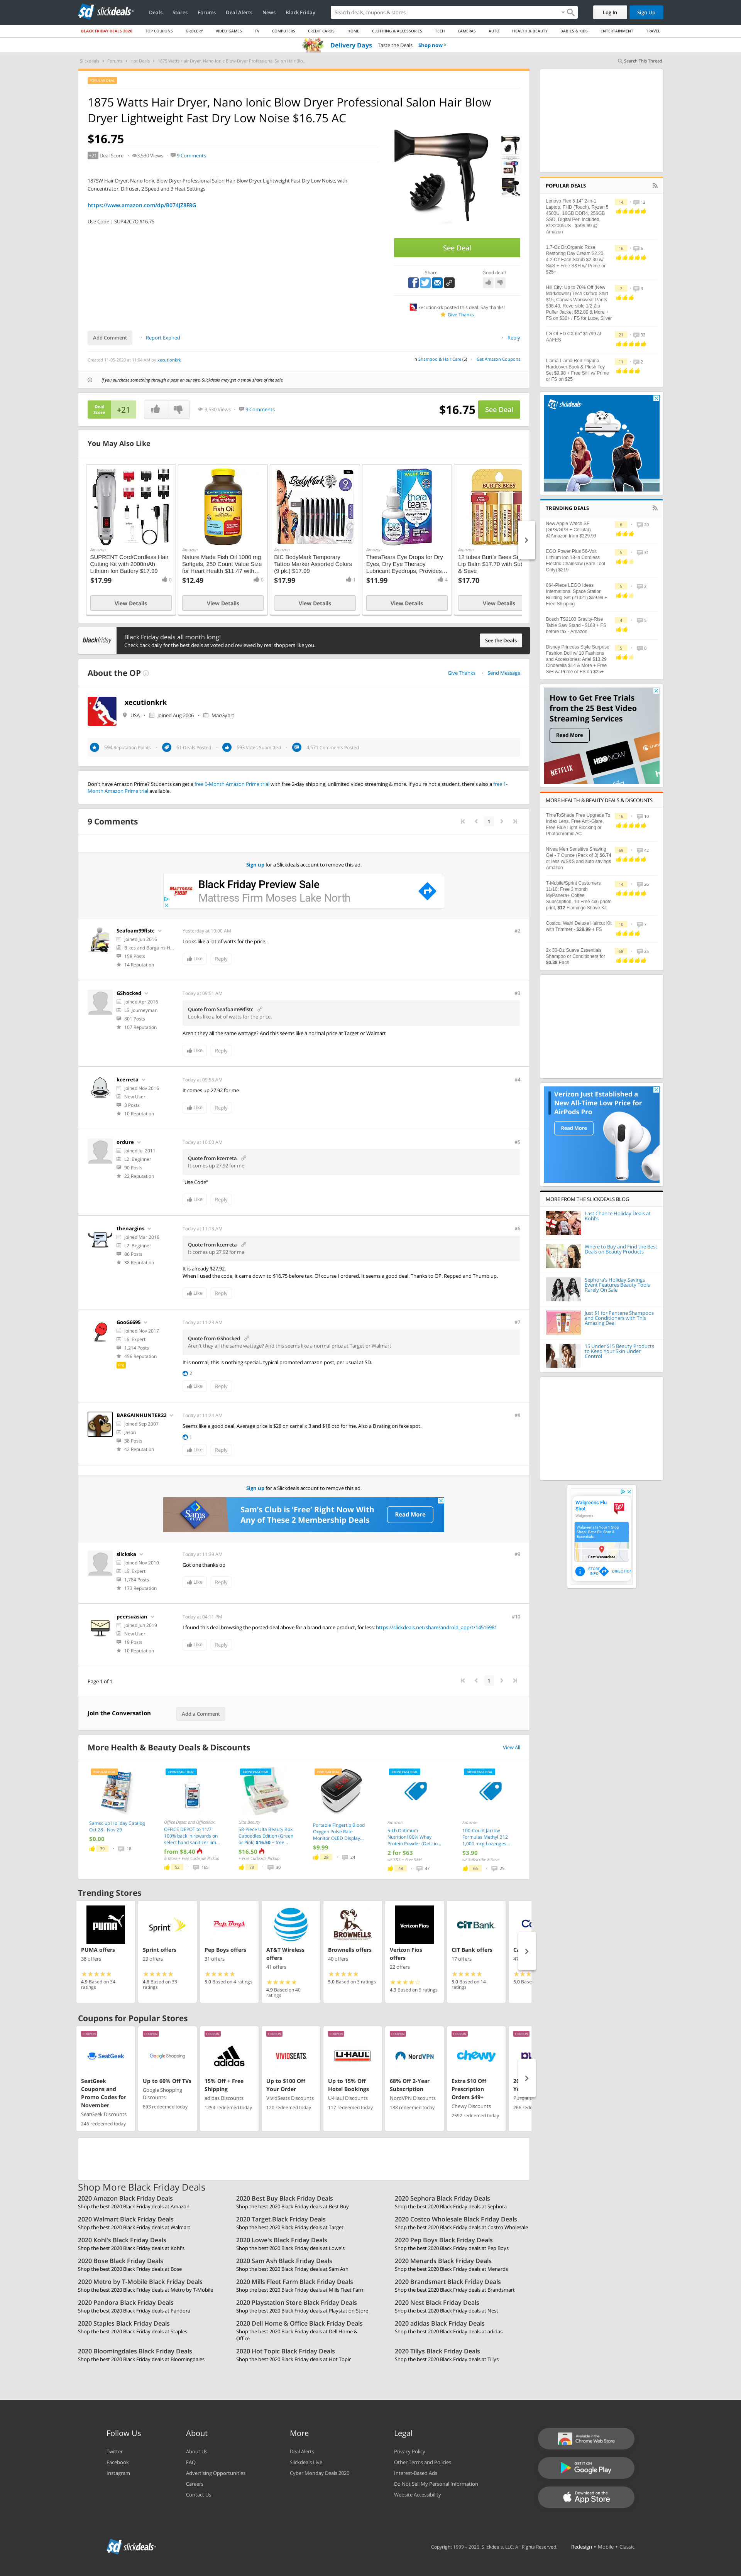 slickdeals
Deals Stores Forums Deal Alerts News Black Friday
Search deals, coupons & stores
Log In Sign Up
BLACK FRIDAY DEALS 2020 TOP COUPONS GROCERY VIDEO GAMES TV COMPUTERS CREDIT CARDS HOME CLOTHING & ACCESSORIES TECH CAMERAS AUTO HEALTH & BEAUTY BABIES & KIDS ENTERTAINMENT TRAVEL
Delivery Days Taste the Deals Shop now
Search This Thread
1875 Watts Hair Dryer, Nano Ionic Blow Dryer Professional Salon Hair Blow
Dryer Lightweight Fast Dry Low Noise $16.75 AC
$16.75
+21 Deal Score 3,530 Views 9 Comments
1875W Hair Dryer, Nano Ionic Blow Dryer Professional Salon Hair Blow Dryer Lightweight Fast Dry Low Noise, with
Concentrator, Diffuser, 2 Speed and 3 Heat Settings
https://www.amazon.com/dp/B074JZ8F8G
Use Code : SUP42C7O $16.75
See Deal
Share
Good deal?
xecutionkrk posted this deal. Say thanks!
Give Thanks
Add Comment
Report Expired
Reply
Created 11-05-2020 at 11:54 AM by xecutionkrk
in Shampoo & Hair Care (5) Get Amazon Coupons
If you purchase something through a post on our site, Slickdeals may get a small share of the sale.
Deal Score +21
3,530 Views 9 Comments
$16.75 See Deal
You May Also Like
Amazon
SUPRENT Cord/Cordless Hair Cutting Kit with 2000mAh Lithium Ion Battery $17.99
$17.99 0
View Details
Amazon
Nature Made Fish Oil 1000 mg Softgels, 250 Count Value Size for Heart Health $11.47 with...
$12.49 0
View Details
Amazon
BIC BodyMark Temporary Tattoo Marker Assorted Colors (9 pk.) $17.99
$17.99 1
View Details
Amazon
TheraTears Eye Drops for Dry Eyes, Dry Eye Therapy Lubricant Eyedrops, Provides...
$11.99 4
View Details
Amazon
12 tubes Burt's Bees S
Lip Balm $17.70 with Su
& Save
$17.70
View Details
blackfriday
Black Friday deals all month long!
Check back daily for the best deals as voted and reviewed by real shoppers like you.
See the Deals
About the OP
Give Thanks Send Message
xecutionkrk
USA Joined Aug 2006 MacGybrt
594 Reputation Points 61 Deals Posted 593 Votes Submitted 4,571 Comments Posted
Don't have Amazon Prime? Students can get a free 6-Month Amazon Prime trial with free 2-day shipping, unlimited video streaming & more. If you're not a student, there's also a free 1-
Month Amazon Prime trial available.
9 Comments
1
Sign up for a Slickdeals account to remove this ad.
Black Friday Preview Sale
Mattress Firm Moses Lake North
Seafoam99flstc
Joined Jun 2016
Bikes and Bargains H...
158 Posts
14 Reputation
Yesterday at 10:00 AM
#2
Looks like a lot of watts for the price.
Like Reply
GShocked
Joined Apr 2016
L5: Journeyman
801 Posts
107 Reputation
Today at 09:51 AM
#3
Quote from Seafoam99flstc
Looks like a lot of watts for the price.
Aren't they all the same wattage? And this seems like a normal price at Target or Walmart
Like Reply
kcerreta
Joined Nov 2016
New User
3 Posts
10 Reputation
Today at 09:55 AM
#4
It comes up 27.92 for me
Like Reply
ordure
Joined Jul 2011
L2: Beginner
90 Posts
22 Reputation
Today at 10:00 AM
#5
Quote from kcerreta
It comes up 27.92 for me
"Use Code"
Like Reply
thenargins
Joined Mar 2016
L2: Beginner
86 Posts
38 Reputation
Today at 11:13 AM
#6
Quote from kcerreta
It comes up 27.92 for me
It is already $27.92.
When I used the code, it came down to $16.75 before tax. Of course I ordered. It seems a good deal. Thanks to OP. Repped and Thumb up.
Like Reply
GooG6695
Joined Nov 2017
L6: Expert
1,214 Posts
456 Reputation
Pro
Today at 11:23 AM
#7
Quote from GShocked
Aren't they all the same wattage? And this seems like a normal price at Target or Walmart
It is normal, this is nothing special , typical promoted amazon post, per usual at SD.
2
Like Reply
BARGAINHUNTER22
Joined Sep 2007
Jason
38 Posts
42 Reputation
Today at 11:24 AM
#8
Seems like a good deal. Average price is $28 on camel x 3 and $18 otd for me. Also a B rating on fake spot.
1
Like Reply
Sign up for a Slickdeals account to remove this ad.
Sam's Club is 'Free' Right Now With
Any of These 2 Membership Deals
Read More
slickska
Joined Nov 2010
L6: Expert
1,784 Posts
173 Reputation
Today at 11:39 AM
#9
Got one thanks op
Like Reply
peersuasian
Joined Jun 2019
New User
19 Posts
10 Reputation
Today at 04:11 PM
#10
I found this deal browsing the posted deal above for a brand name product, for less: https://slickdeals.net/share/android_app/t/14516981
Like Reply
Page 1 of 1
1
Join the Conversation
Add a Comment
More Health & Beauty Deals & Discounts
View All
Samsclub Holiday Catalog Oct 28 - Nov 29
$0.00
39 18
Office Depot and OfficeMax
OFFICE DEPOT to 11/7: 100% back in rewards on select hand sanitizer lim...
from $8.40
52 165
Ulta Beauty
58-Piece Ulta Beauty Box: Caboodles Edition (Green or Pink) $16.50 + free...
$16.50
+ Free Curbside Pickup
78 30
Portable Fingertip Blood Oxygen Pulse Rate Monitor OLED Display...
$9.99
28 24
Amazon
5-Lb Optimum Nutrition100% Whey Protein Powder (Delicio...
2 for $63
48 47
Amazon
100-Count Jarrow Formulas Methyl B12 1,000 mcg Lozenges...
$3.90
w/ Subscribe & Save
66 25
Trending Stores
PUMA offers
38 offers
4.9 Based on 34 ratings
Sprint offers
29 offers
4.8 Based on 33 ratings
Pep Boys offers
31 offers
5.0 Based on 4 ratings
AT&T Wireless offers
41 offers
4.9 Based on 40 ratings
Brownells offers
40 offers
5.0 Based on 3 ratings
Verizon Fios offers
22 offers
4.3 Based on 9 ratings
CIT Bank offers
17 offers
5.0 Based on 14 ratings
Coupons for Popular Stores
SeatGeek Coupons and Promo Codes for November
SeatGeek Discounts
246 redeemed today
Up to 60% Off TVs
Google Shopping Discounts
893 redeemed today
15% Off + Free Shipping
adidas Discounts
1254 redeemed today
Up to $100 Off Your Order
VividSeats Discounts
120 redeemed today
Up to 15% Off Hotel Bookings
U-Haul Discounts
117 redeemed today
68% Off 2-Year Subscription
NordVPN Discounts
188 redeemed today
Extra $10 Off Prescription Orders $49+
Chewy Discounts
2592 redeemed today
Shop More Black Friday Deals
2020 Amazon Black Friday Deals
Shop the best 2020 Black Friday deals at Amazon
2020 Best Buy Black Friday Deals
Shop the best 2020 Black Friday deals at Best Buy
2020 Sephora Black Friday Deals
Shop the best 2020 Black Friday deals at Sephora
2020 Walmart Black Friday Deals
Shop the best 2020 Black Friday deals at Walmart
2020 Target Black Friday Deals
Shop the best 2020 Black Friday deals at Target
2020 Costco Wholesale Black Friday Deals
Shop the best 2020 Black Friday deals at Costco Wholesale
2020 Kohl's Black Friday Deals
Shop the best 2020 Black Friday deals at Kohl's
2020 Lowe's Black Friday Deals
Shop the best 2020 Black Friday deals at Lowe's
2020 Pep Boys Black Friday Deals
Shop the best 2020 Black Friday deals at Pep Boys
2020 Bose Black Friday Deals
Shop the best 2020 Black Friday deals at Bose
2020 Sam Ash Black Friday Deals
Shop the best 2020 Black Friday deals at Sam Ash
2020 Menards Black Friday Deals
Shop the best 2020 Black Friday deals at Menards
2020 Metro by T-Mobile Black Friday Deals
Shop the best 2020 Black Friday deals at Metro by T-Mobile
2020 Mills Fleet Farm Black Friday Deals
Shop the best 2020 Black Friday deals at Mills Fleet Farm
2020 Brandsmart Black Friday Deals
Shop the best 2020 Black Friday deals at Brandsmart
2020 Pandora Black Friday Deals
Shop the best 2020 Black Friday deals at Pandora
2020 Playstation Store Black Friday Deals
Shop the best 2020 Black Friday deals at Playstation Store
2020 Nest Black Friday Deals
Shop the best 2020 Black Friday deals at Nest
2020 Staples Black Friday Deals
Shop the best 2020 Black Friday deals at Staples
2020 Dell Home & Office Black Friday Deals
Shop the best 2020 Black Friday deals at Dell Home &
Office
2020 adidas Black Friday Deals
Shop the best 2020 Black Friday deals at adidas
2020 Bloomingdales Black Friday Deals
Shop the best 2020 Black Friday deals at Bloomingdales
2020 Hot Topic Black Friday Deals
Shop the best 2020 Black Friday deals at Hot Topic
2020 Tillys Black Friday Deals
Shop the best 2020 Black Friday deals at Tillys
POPULAR DEALS
Lenovo Flex 5 14" 2-in-1 Laptop, FHD (Touch), Ryzen 5 4500U, 16GB DDR4, 256GB SSD, Digital Pen Included, 81X20005US - $599.99 @ Amazon
1.7-Oz Dr.Organic Rose Restoring Day Cream $2.20, 4.2-Oz Face Scrub $2.30 w/ S&S + Free S&H w/ Prime or $25+
Hill City: Up to 70% Off (New Markdowns) Tech Oxford Shirt $15, Canvas Workwear Pants $38.40, Reversible 1/2 Zip Puffer Jacket $52.80 & More + FS on $30+ / FS for Luxe, Silver
LG OLED CX 65" $1799 at AAFES
Llama Llama Red Pajama Hardcover Book & Plush Toy Set $9.98 + Free S/H w/ Prime or FS on $25+
TRENDING DEALS
New Apple Watch SE (GPS/GPS + Cellular) @Amazon from $229.99
EGO Power Plus 56-Volt Lithium Ion 18-in Cordless Electric Chainsaw (Bare Tool Only) $219
864-Piece LEGO Ideas International Space Station Building Set (21321) $59.99 + Free Shipping
Bosch TS2100 Gravity-Rise Table Saw Stand - $168 + FS before tax - Amazon
Disney Princess Style Surprise Fashion Doll w/ 10 Fashions and Accessories: Ariel $13.29 Cinderella $14 & More + Free S/H w/ Prime or FS on $25+
How to Get Free Trials from the 25 Best Video Streaming Services
Read More
NETFLIX HBO NOW
MORE HEALTH & BEAUTY DEALS & DISCOUNTS
TimeToShade Free Upgrade To Index Lens, Free Anti-Glare, Free Blue Light Blocking or Photochromic AC
Nivea Men Sensitive Shaving Gel - 7 Ounce (Pack of 3) $6.74 or less w/S&S and auto savings Amazon
T-Mobile/Sprint Customers 11/10: Free 3 month MyPanera+ Coffee Subscription, 10 Free 4x6 photo print, $12 Flamingo Shave Kit
Costco: Wahl Deluxe Haircut Kit with Trimmer - $29.99 + FS
2x 30-Oz Suave Essentials Shampoo or Conditioners for $0.38 Each
Verizon Just Established a New All-Time Low Price for AirPods Pro
Read More
MORE FROM THE SLICKDEALS BLOG
Last Chance Holiday Deals at Kohl's
Where to Buy and Find the Best Deals on Beauty Products
Sephora's Holiday Savings Event Features Beauty Tools Rarely On Sale
Just $1 for Pantene Shampoos and Conditioners with This Amazing Deal
15 Under $15 Beauty Products to Keep Your Skin Under Control
Walgreens Flu Shot
Walgreens
East Wenatchee
STORE INFO DIRECTIONS
Follow Us
Twitter
Facebook
Instagram
About
About Us
FAQ
Advertising Opportunities
Careers
Contact Us
More
Deal Alerts
Slickdeals Live
Cyber Monday Deals 2020
Legal
Privacy Policy
Other Terms and Policies
Interest-Based Ads
Do Not Sell My Personal Information
Website Accessibility
Available in the Chrome Web Store
GET IT ON Google Play
Download on the App Store
slickdeals
Copyright 1999 - 2020. Slickdeals, LLC. All Rights Reserved.
Redesign • Mobile • Classic